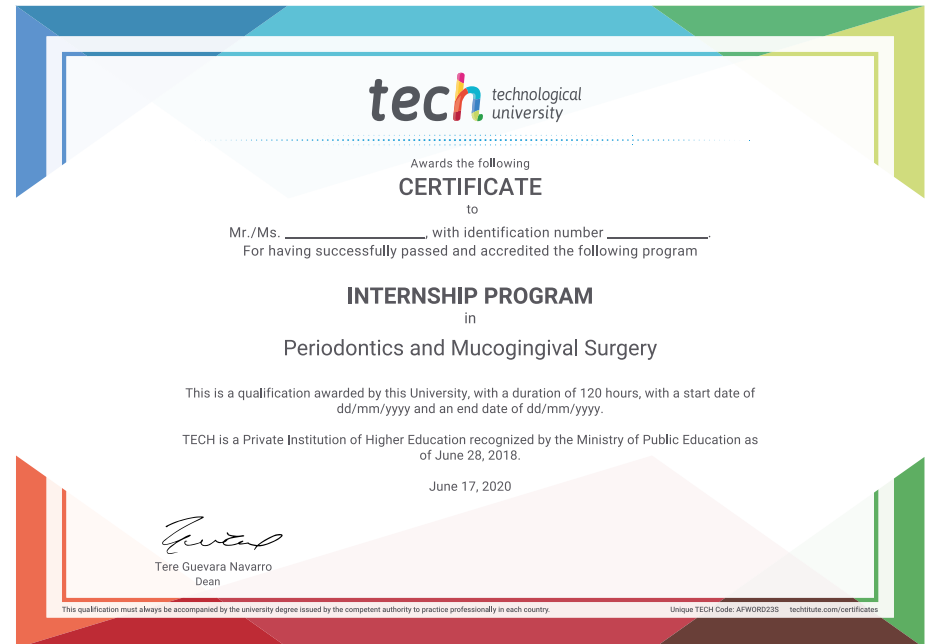 tech technological
university
Awards the following
CERTIFICATE
to
Mr./Ms. ____________________, with identification number ______________.
For having successfully passed and accredited the following program
INTERNSHIP PROGRAM
in
Periodontics and Mucogingival Surgery
This is a qualification awarded by this University, with a duration of 120 hours, with a start date of
dd/mm/yyyy and an end date of dd/mm/yyyy.
TECH is a Private Institution of Higher Education recognized by the Ministry of Public Education as
of June 28, 2018.
June 17, 2020
Tere Guevara Navarro
Dean
This qualification must always be accompanied by the university degree issued by the competent authority to practice professionally in each country.
Unique TECH Code: AFWORD23S techtitute.com/certificates